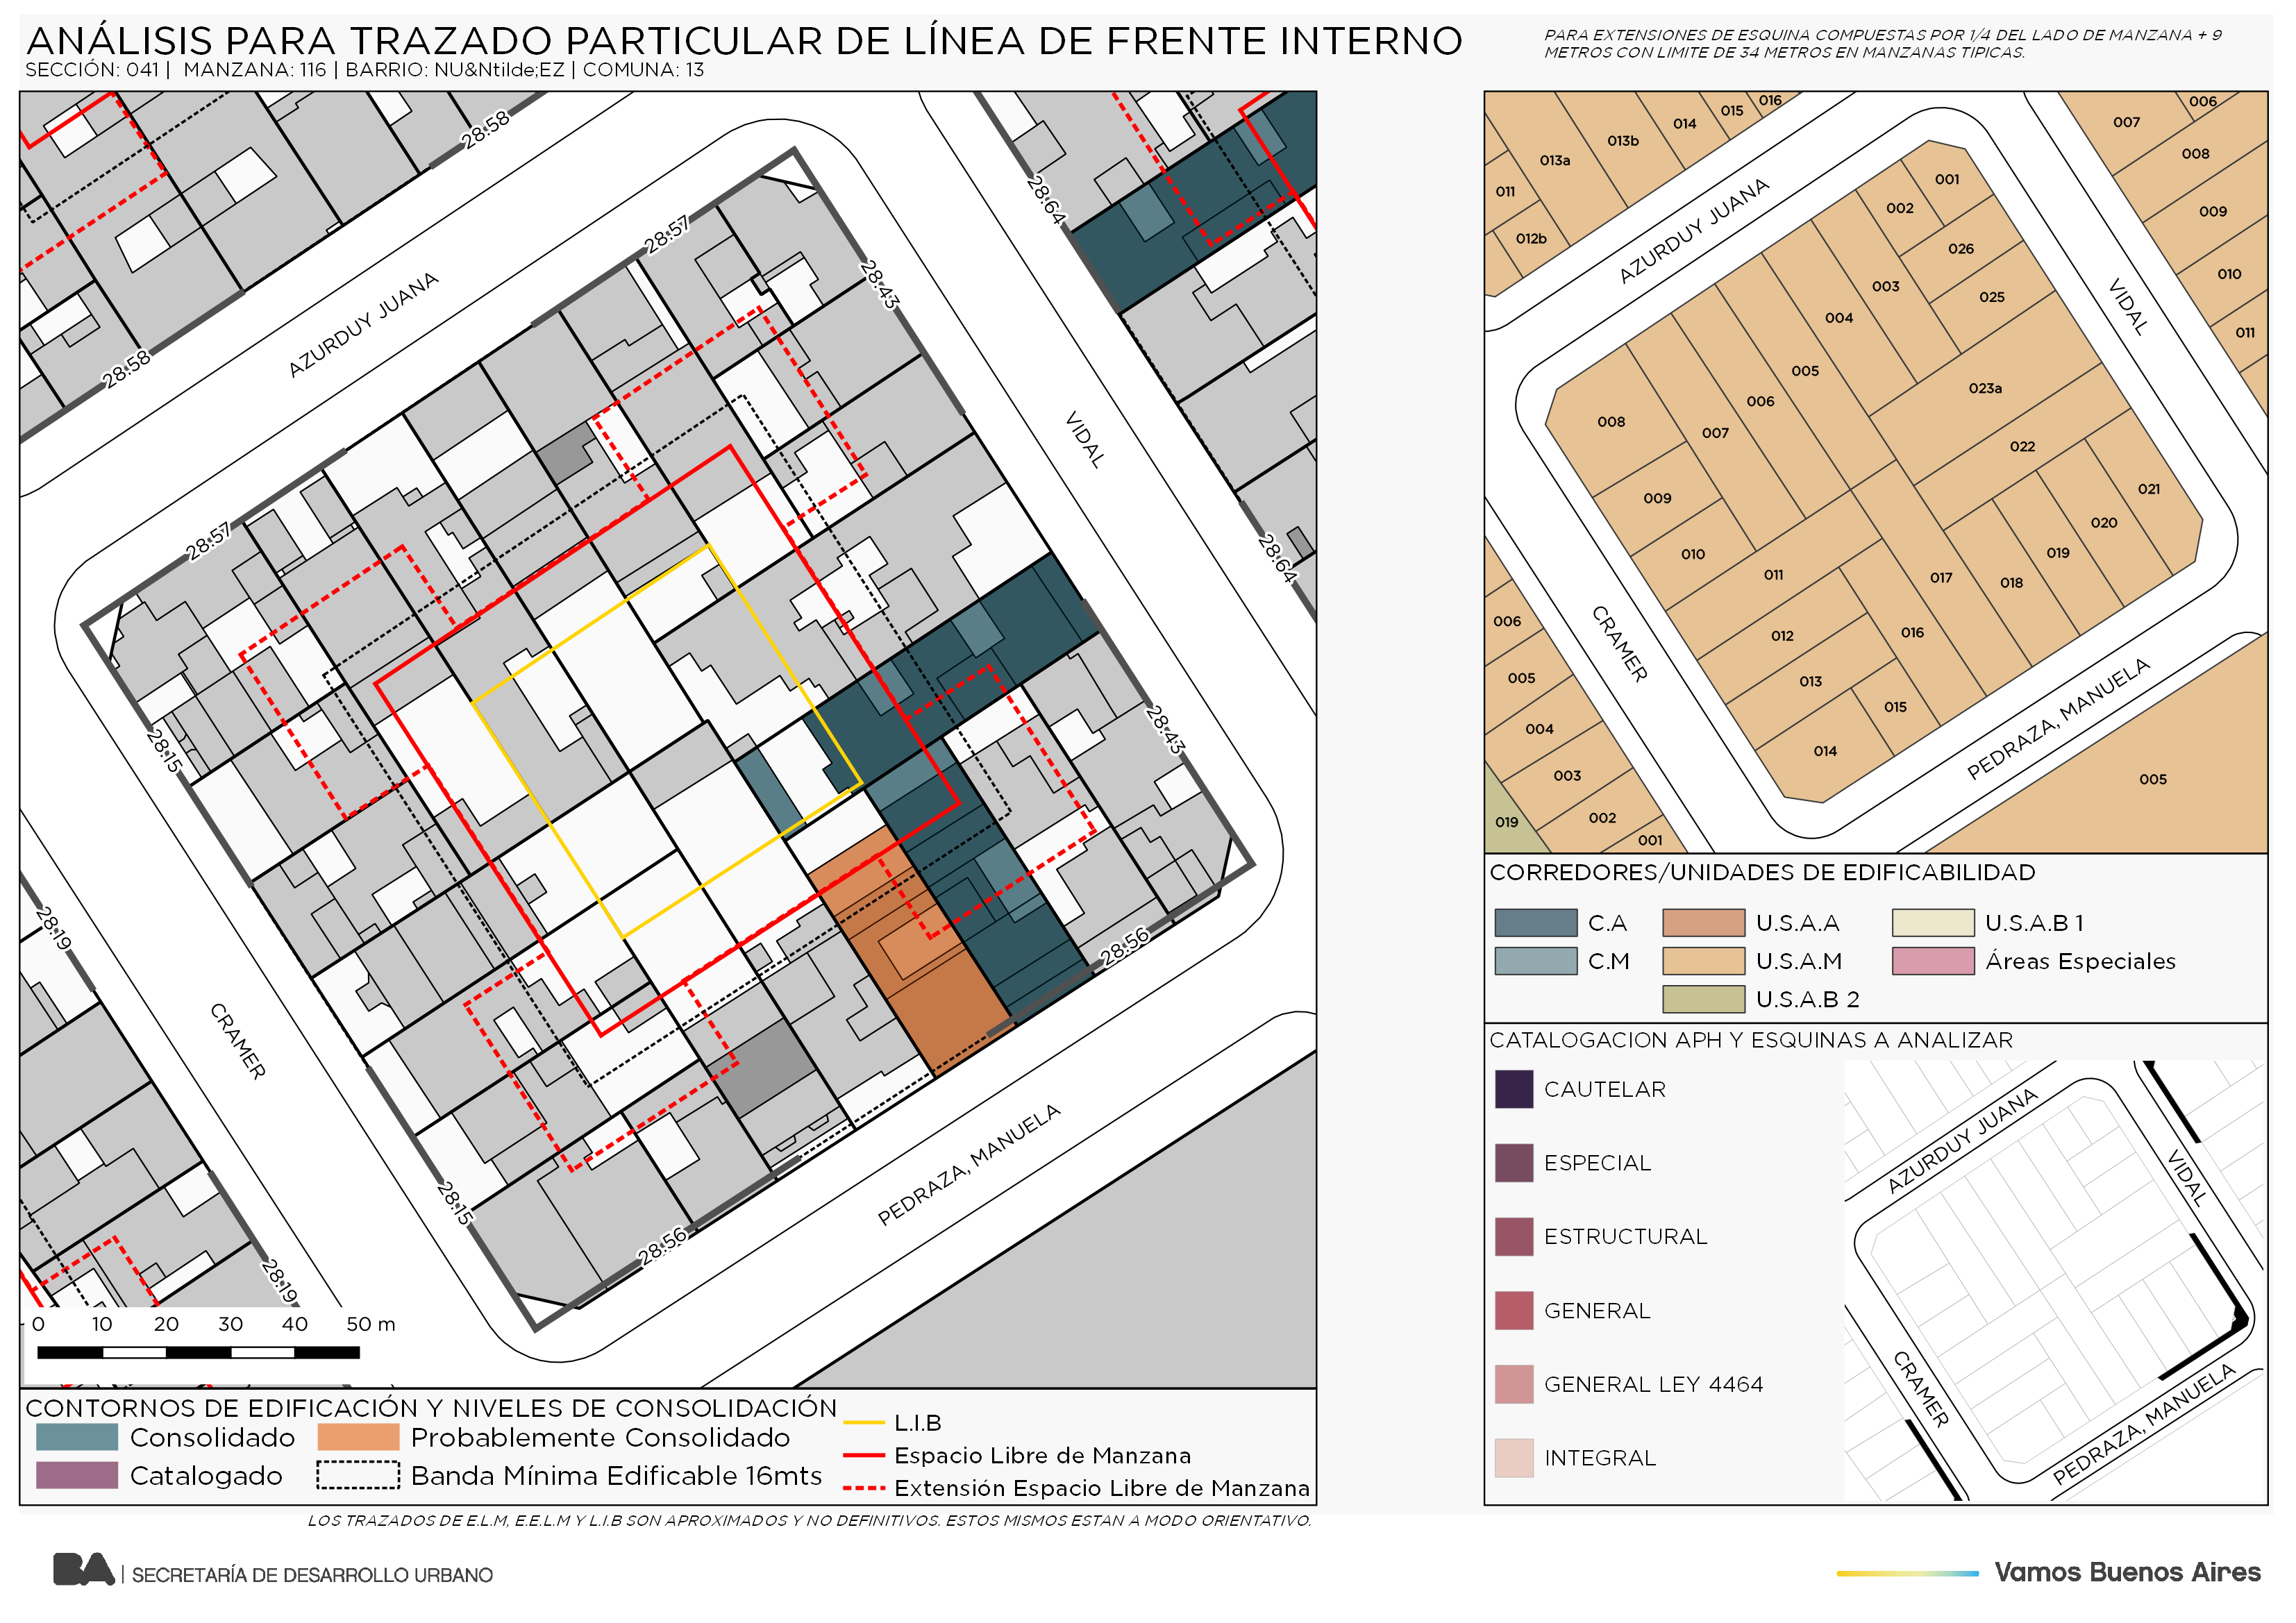 ANÁLISIS PARA TRAZADO PARTICULAR DE LÍNEA DE FRENTE INTERNO
SECCIÓN: 041 | MANZANA: 116 | BARRIO: NU&Ntilde;EZ | COMUNA: 13
PARA EXTENSIONES DE ESQUINA COMPUESTAS POR 1/4 DEL LADO DE MANZANA + 9
METROS CON LIMITE DE 34 METROS EN MANZANAS TIPICAS.
28.58
28.58
28.57
28.57
28.64
28.64
28.43
28.43
28.15
28.15
28.19
28.19
28.56
28.56
AZURDUY JUANA
VIDAL
CRAMER
PEDRAZA, MANUELA
0 10 20 30 40 50 m
CONTORNOS DE EDIFICACIÓN Y NIVELES DE CONSOLIDACIÓN
Consolidado
Probablemente Consolidado
Catalogado
Banda Mínima Edificable 16mts
L.I.B
Espacio Libre de Manzana
Extensión Espacio Libre de Manzana
LOS TRAZADOS DE E.L.M, E.E.L.M Y L.I.B SON APROXIMADOS Y NO DEFINITIVOS. ESTOS MISMOS ESTAN A MODO ORIENTATIVO.
016
015
014
013b
013a
011
012b
006
007
008
009
010
011
AZURDUY JUANA
VIDAL
CRAMER
PEDRAZA, MANUELA
001
002
026
003
025
004
005
023a
006
007
008
022
009
021
010
020
011
019
017
018
012
016
013
015
014
006
005
004
003
002
001
019
005
CORREDORES/UNIDADES DE EDIFICABILIDAD
C.A
U.S.A.A
U.S.A.B 1
C.M
U.S.A.M
Áreas Especiales
U.S.A.B 2
CATALOGACION APH Y ESQUINAS A ANALIZAR
CAUTELAR
ESPECIAL
ESTRUCTURAL
GENERAL
GENERAL LEY 4464
INTEGRAL
AZURDUY JUANA
VIDAL
CRAMER
PEDRAZA, MANUELA
BA | SECRETARÍA DE DESARROLLO URBANO
Vamos Buenos Aires